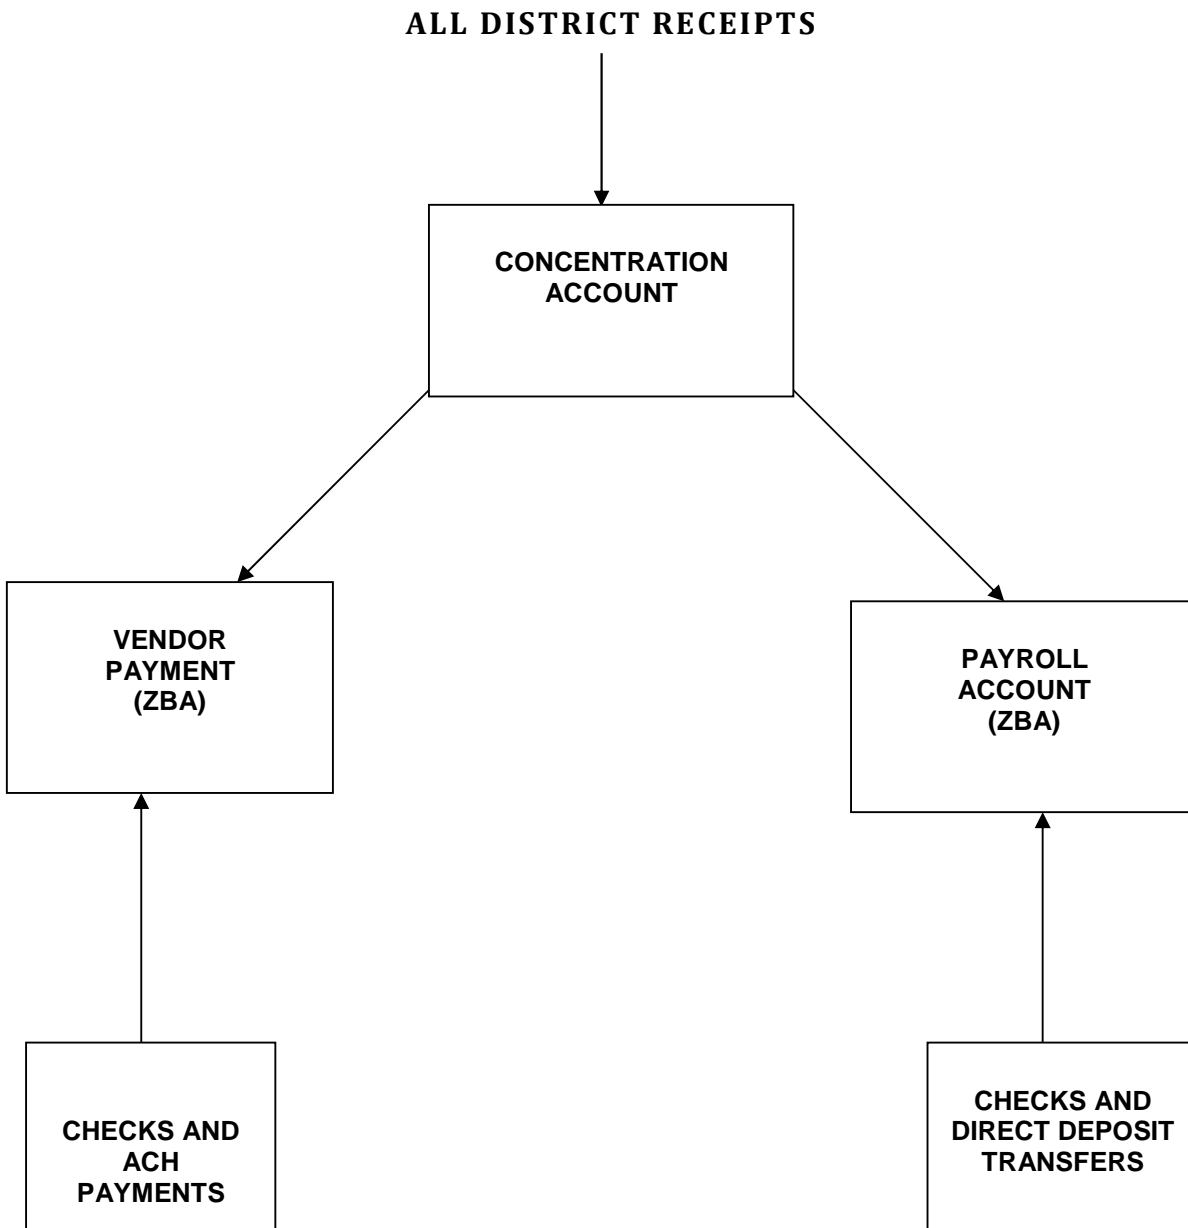 ALL DISTRICT RECEIPTS
CONCENTRATION
ACCOUNT
VENDOR
PAYMENT
(ZBA)
PAYROLL
ACCOUNT
(ZBA)
CHECKS AND
ACH
PAYMENTS
CHECKS AND
DIRECT DEPOSIT
TRANSFERS